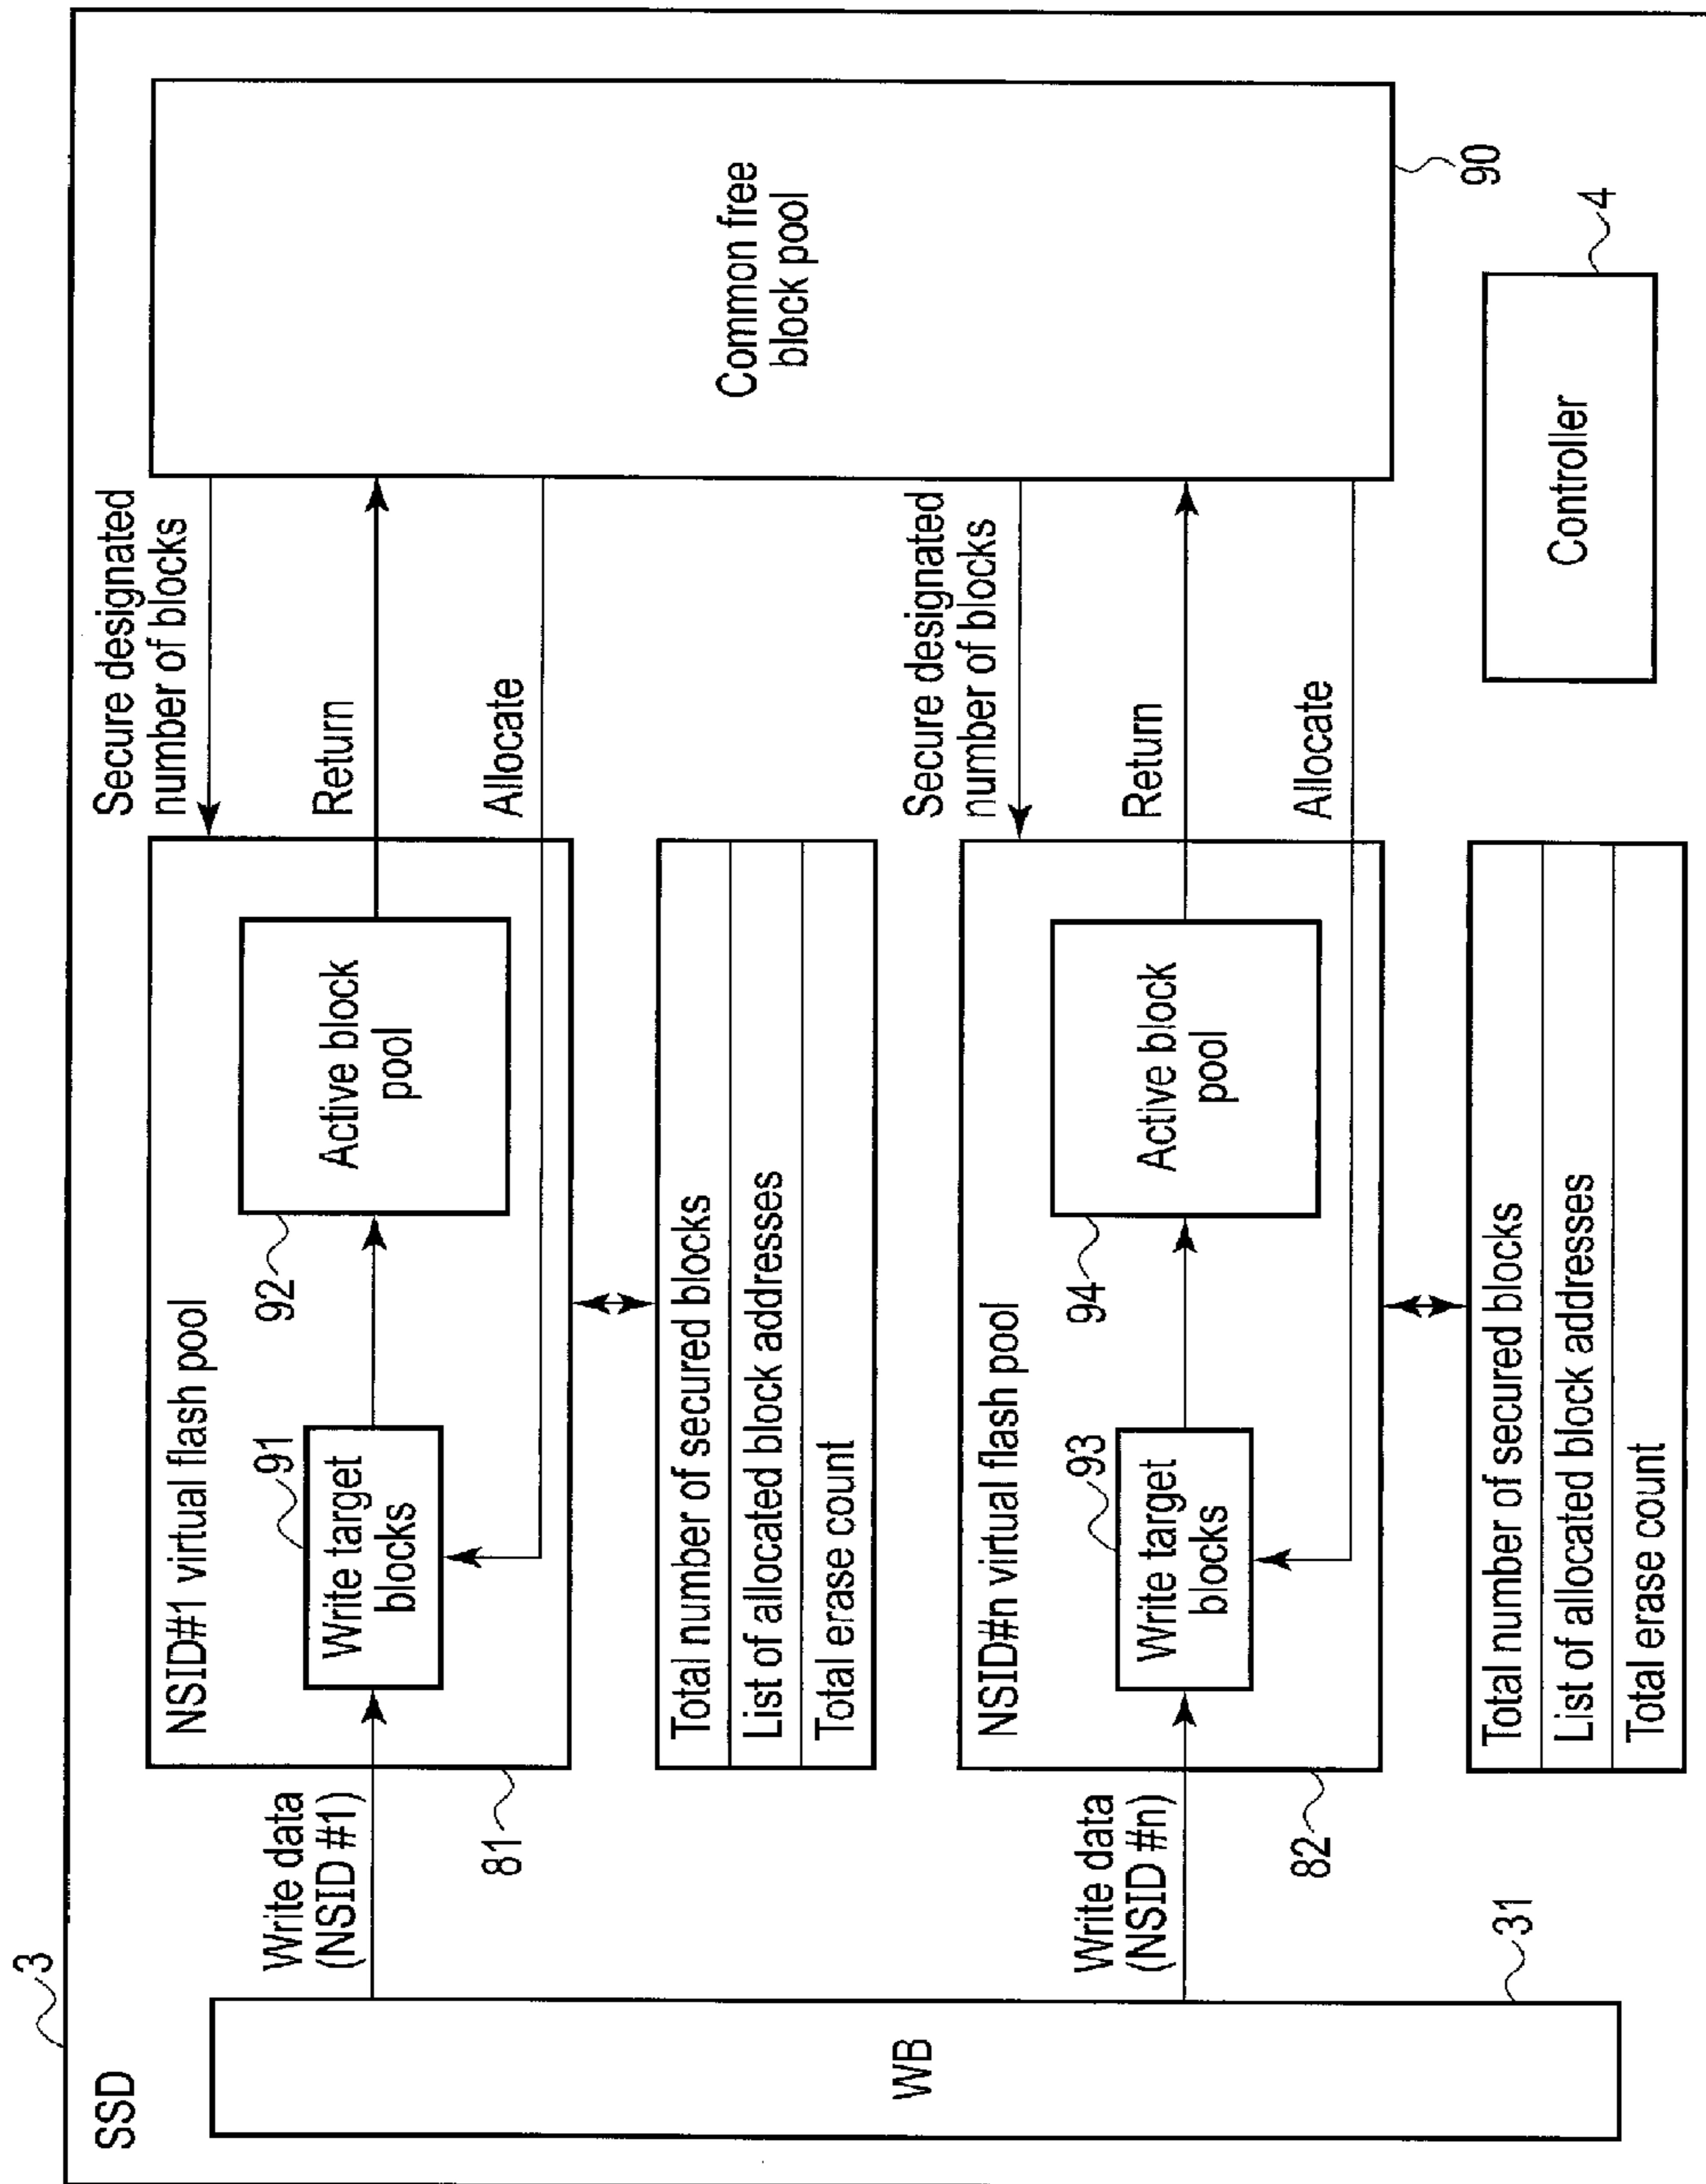 3
SSD
WB
31
Write data
(NSID #1)
81
NSID#1 virtual flash pool
91
Write target
blocks
92
Active block
pool
Secure designated
number of blocks
Return
Allocate
Total number of secured blocks
List of allocated block addresses
Total erase count
Write data
(NSID #n)
82
NSID#n virtual flash pool
93
Write target
blocks
94
Active block
pool
Secure designated
number of blocks
Return
Allocate
Total number of secured blocks
List of allocated block addresses
Total erase count
Common free
block pool
90
Controller
4